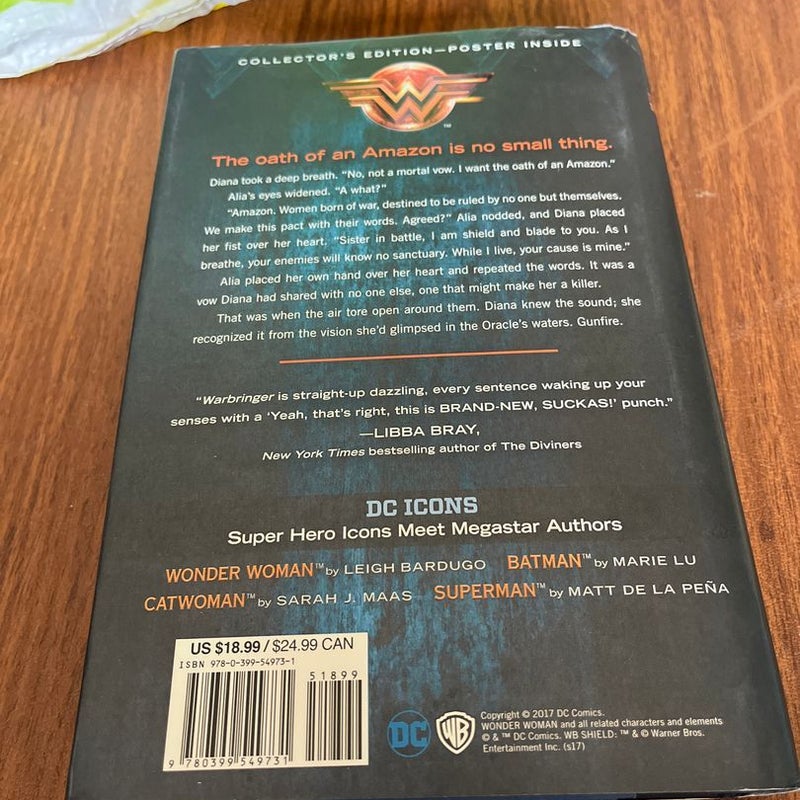 COLLECTOR'S EDITION—POSTER INSIDE
W
™
The oath of an Amazon is no small thing.
Diana took a deep breath. "No, not a mortal vow. I want the oath of an Amazon."
Alia's eyes widened. "A what?"
"Amazon. Women born of war, destined to be ruled by no one but themselves.
We make this pact with their words. Agreed?" Alia nodded, and Diana placed
her fist over her heart. "Sister in battle, I am shield and blade to you. As I
breathe, your enemies will know no sanctuary. While I live, your cause is mine."
Alia placed her own hand over her heart and repeated the words. It was a
vow Diana had shared with no one else, one that might make her a killer.
That was when the air tore open around them. Diana knew the sound; she
recognized it from the vision she'd glimpsed in the Oracle's waters. Gunfire.
"Warbringer is straight-up dazzling, every sentence waking up your
senses with a 'Yeah, that's right, this is BRAND-NEW, SUCKAS!' punch."
—LIBBA BRAY,
New York Times bestselling author of The Diviners
DC ICONS
Super Hero Icons Meet Megastar Authors
WONDER WOMAN™ by LEIGH BARDUGO BATMAN™ by MARIE LU
CATWOMAN™ by SARAH J. MAAS SUPERMAN™ by MATT DE LA PEÑA
US $18.99 / $24.99 CAN
ISBN 978-0-399-54973-1
51899
9 780399 549731
DC
WB
Copyright © 2017 DC Comics.
WONDER WOMAN and all related characters and elements
© & ™ DC Comics. WB SHIELD: ™ & © Warner Bros.
Entertainment Inc. (s17)